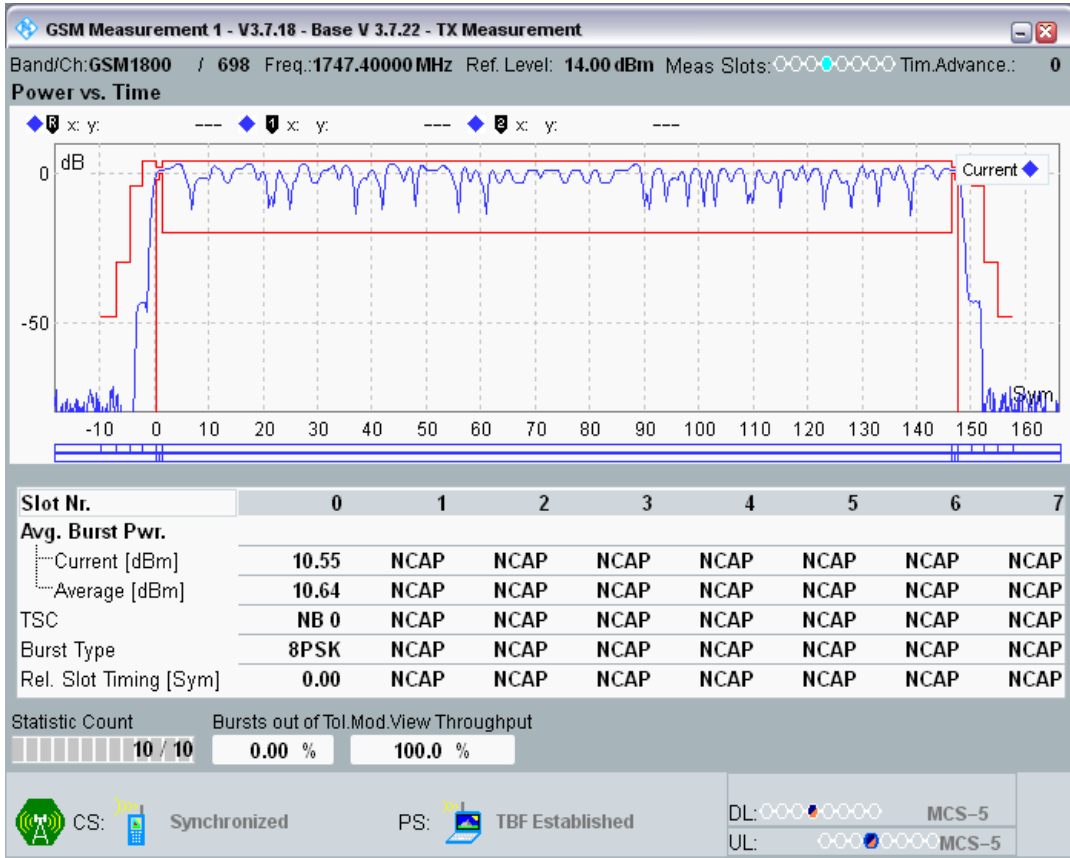 GSM Measurement 1 - V3.7.18 - Base V 3.7.22 - TX Measurement
Band/Ch:GSM1800 / 698 Freq.:1747.40000 MHz Ref. Level: 14.00 dBm Meas Slots: Tim.Advance.: 0
Power vs. Time
R x: y: --- 1 x: y: --- 2 x: y: ---
dB
0
Current
-50
Sym
-10 0 10 20 30 40 50 60 70 80 90 100 110 120 130 140 150 160
Slot Nr. 0 1 2 3 4 5 6 7
Avg. Burst Pwr.
Current [dBm] 10.55 NCAP NCAP NCAP NCAP NCAP NCAP NCAP
Average [dBm] 10.64 NCAP NCAP NCAP NCAP NCAP NCAP NCAP
TSC NB 0 NCAP NCAP NCAP NCAP NCAP NCAP NCAP
Burst Type 8PSK NCAP NCAP NCAP NCAP NCAP NCAP NCAP
Rel. Slot Timing [Sym] 0.00 NCAP NCAP NCAP NCAP NCAP NCAP NCAP
Statistic Count Bursts out of Tol.Mod.View Throughput
10 / 10 0.00 % 100.0 %
CS: Synchronized PS: TBF Established DL: MCS-5
UL: MCS-5